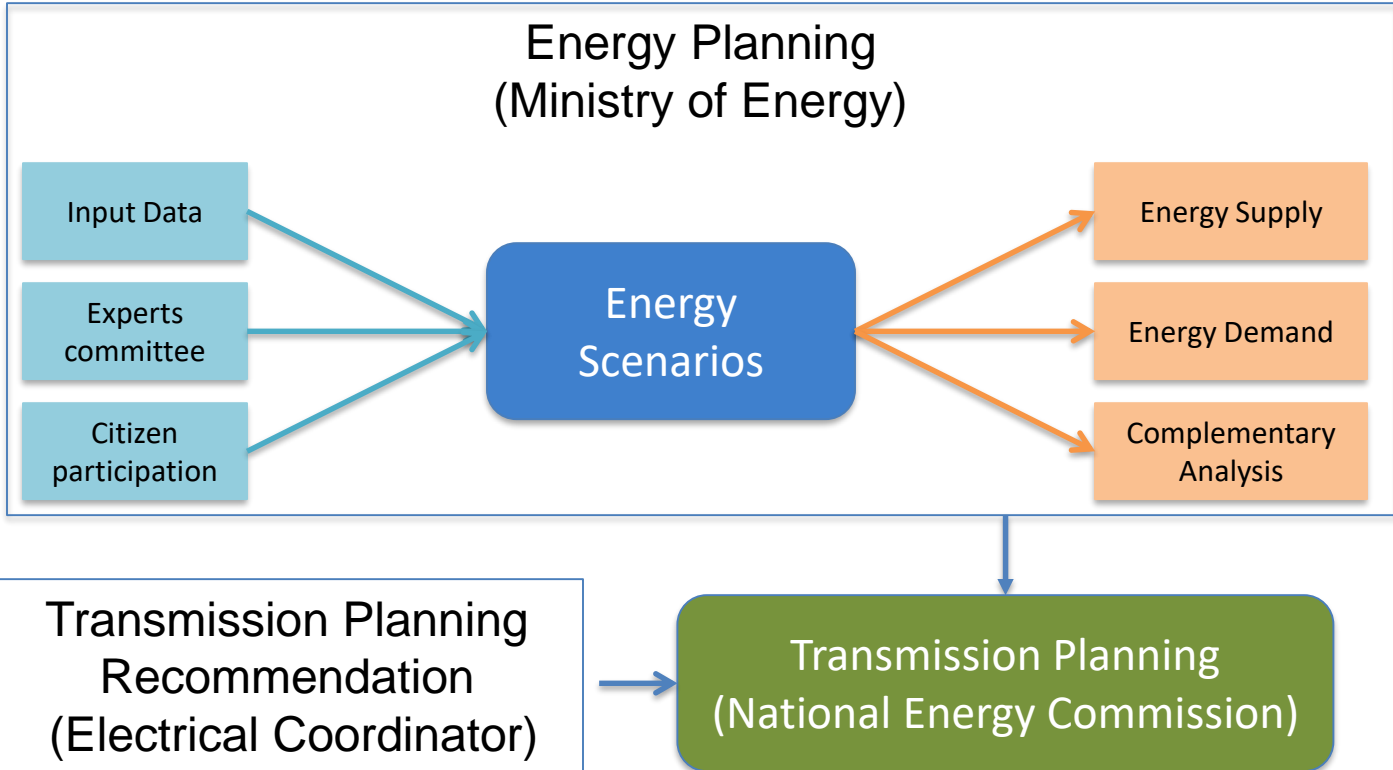 Energy Planning
(Ministry of Energy)
Input Data
Experts
committee
Citizen
participation
Energy
Scenarios
Energy Supply
Energy Demand
Complementary
Analysis
Transmission Planning
Recommendation
(Electrical Coordinator)
Transmission Planning
(National Energy Commission)